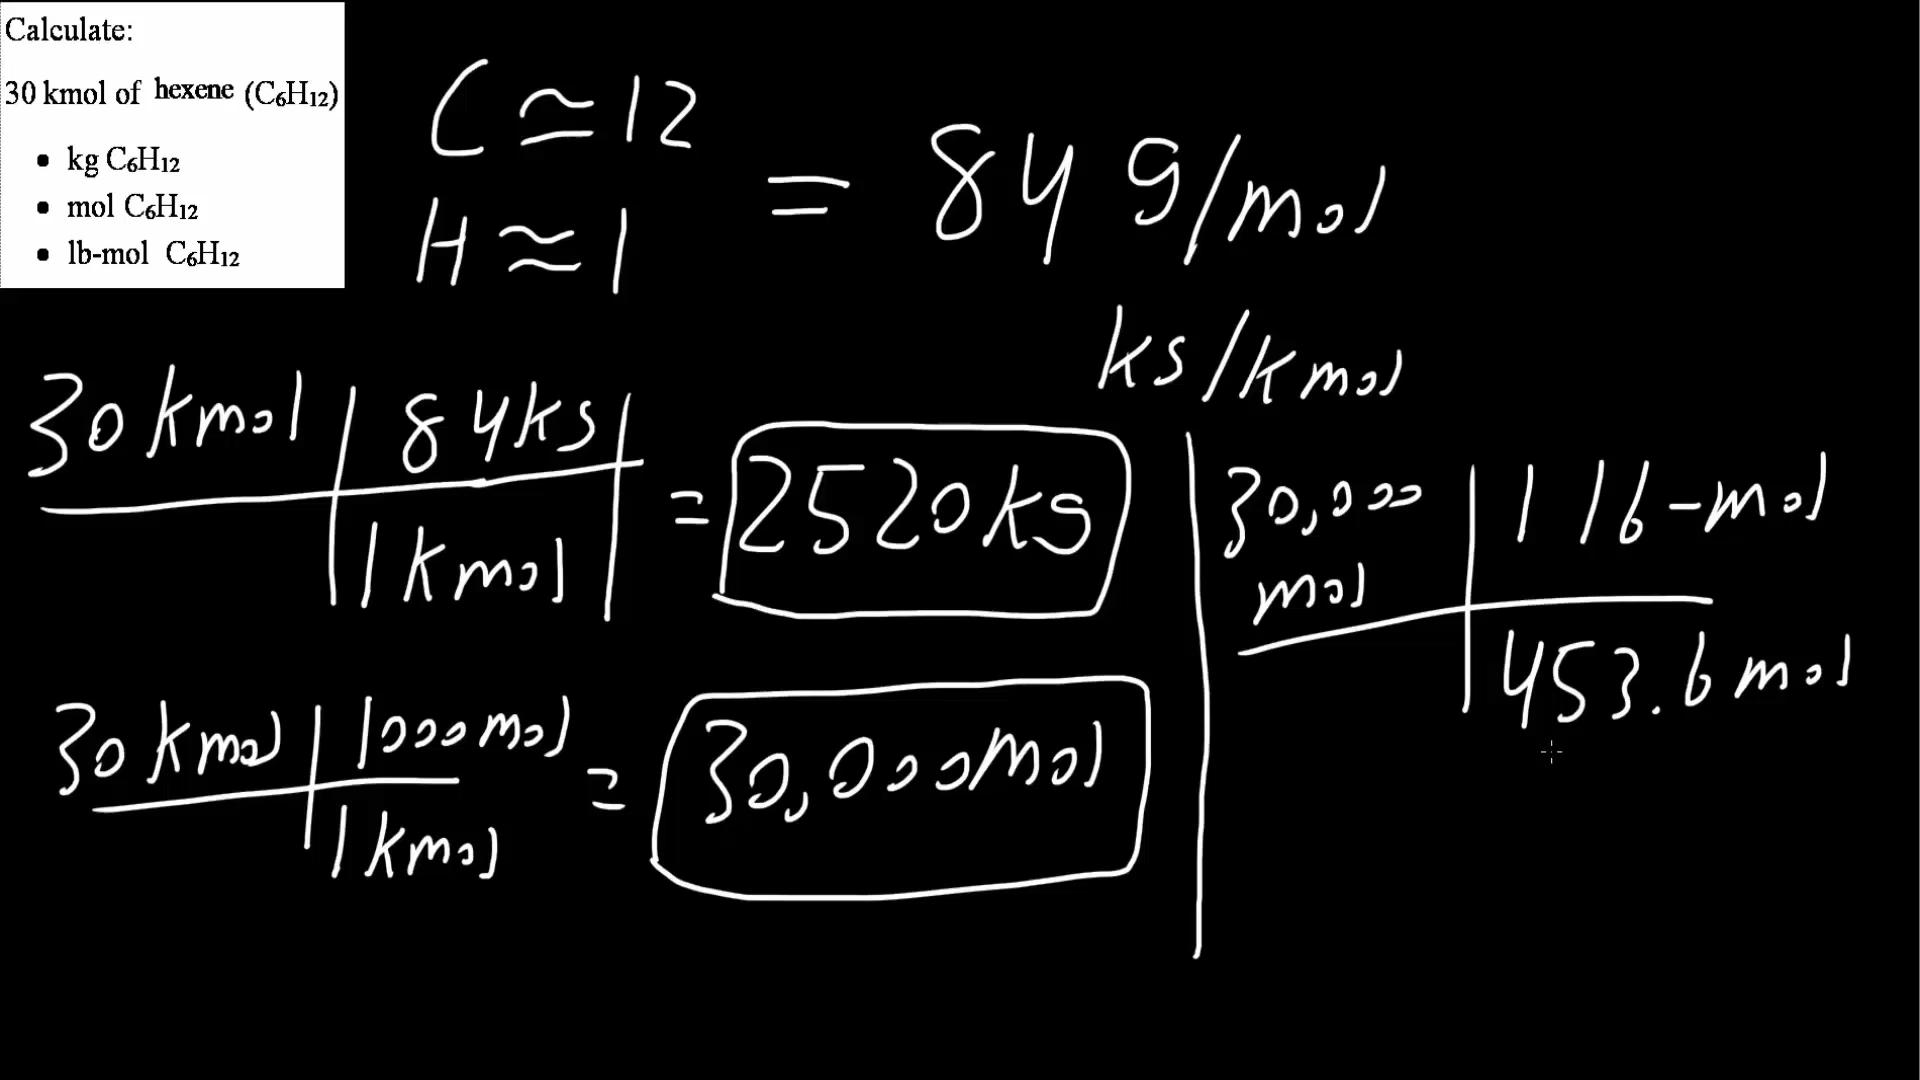 Calculate:
30 kmol of hexene (C₆H₁₂)
• kg C₆H₁₂
• mol C₆H₁₂
• lb-mol C₆H₁₂
C ≃ 12
H ≈ 1
= 84 g/mol
kg/kmol
30 kmol | 84 kg
1 kmol
= 2520 kg
30 kmol | 1000 mol
1 kmol
= 30,000 mol
30,000 | 1 lb-mol
mol
453.6 mol